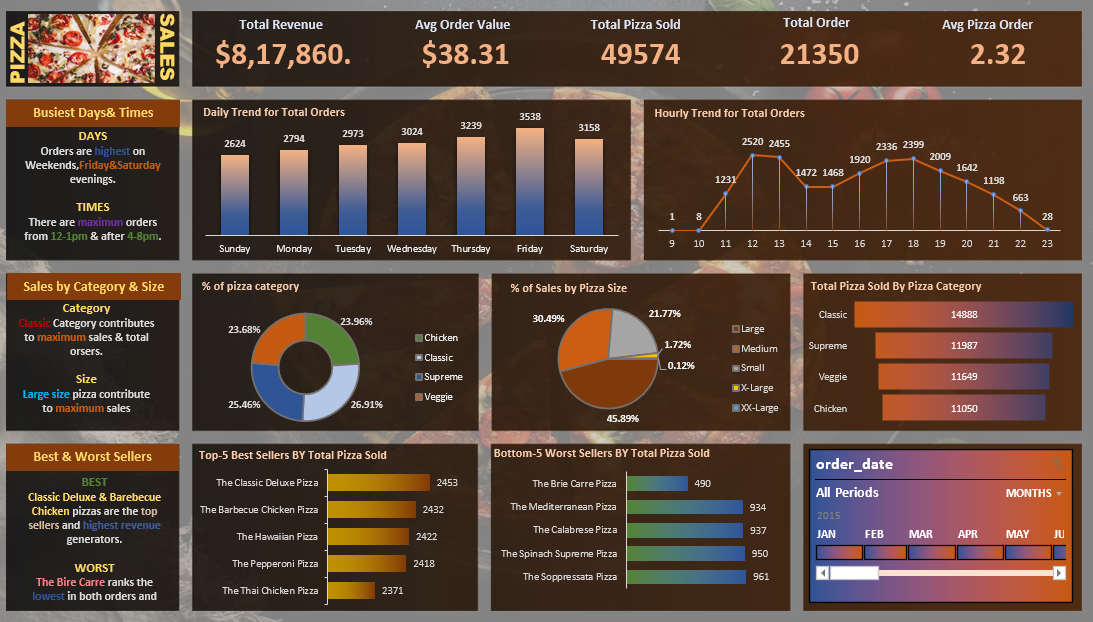 PIZZA
SALES
Total Revenue
$8,17,860.
Avg Order Value
$38.31
Total Pizza Sold
49574
Total Order
21350
Avg Pizza Order
2.32
Busiest Days& Times
DAYS
Orders are highest on
Weekends,Friday&Saturday
evenings.
TIMES
There are maximun orders
from 12-1pm & after 4-8pm.
Daily Trend for Total Orders
2624
2794
2973
3024
3239
3538
3158
Sunday
Monday
Tuesday
Wednesday
Thursday
Friday
Saturday
Hourly Trend for Total Orders
1
8
1231
2520
2455
1472
1468
1920
2336
2399
2009
1642
1198
663
28
9
10
11
12
13
14
15
16
17
18
19
20
21
22
23
Sales by Category & Size
Category
Classic Category contributes
to maximum sales & total
orsers.
Size
Large size pizza contribute
to maximum sales
% of pizza category
23.68%
23.96%
25.46%
26.91%
Chicken
Classic
Supreme
Veggie
% of Sales by Pizza Size
30.49%
21.77%
1.72%
0.12%
45.89%
Large
Medium
Small
X-Large
XX-Large
Total Pizza Sold By Pizza Category
Classic 14888
Supreme 11987
Veggie 11649
Chicken 11050
Best & Worst Sellers
BEST
Classic Deluxe & Barebecue
Chicken pizzas are the top
sellers and highest revenue
generators.
WORST
The Bire Carre ranks the
lowest in both orders and
Top-5 Best Sellers BY Total Pizza Sold
The Classic Deluxe Pizza 2453
The Barbecue Chicken Pizza 2432
The Hawaiian Pizza 2422
The Pepperoni Pizza 2418
The Thai Chicken Pizza 2371
Bottom-5 Worst Sellers BY Total Pizza Sold
The Brie Carre Pizza 490
The Mediterranean Pizza 934
The Calabrese Pizza 937
The Spinach Supreme Pizza 950
The Soppressata Pizza 961
order_date
All Periods
MONTHS
2015
JAN FEB MAR APR MAY JU